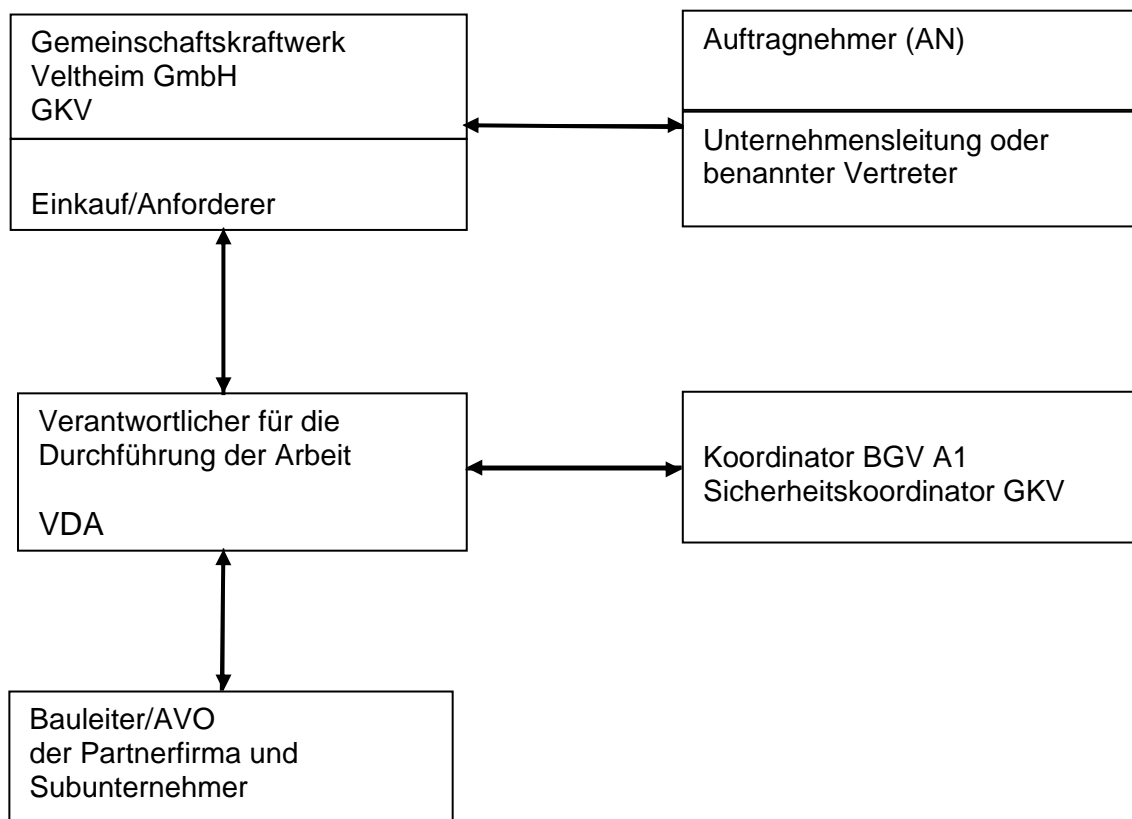 Gemeinschaftskraftwerk
Veltheim GmbH
GKV
Einkauf/Anforderer
Auftragnehmer (AN)
Unternehmensleitung oder
benannter Vertreter
Verantwortlicher für die
Durchführung der Arbeit
VDA
Koordinator BGV A1
Sicherheitskoordinator GKV
Bauleiter/AVO
der Partnerfirma und
Subunternehmer